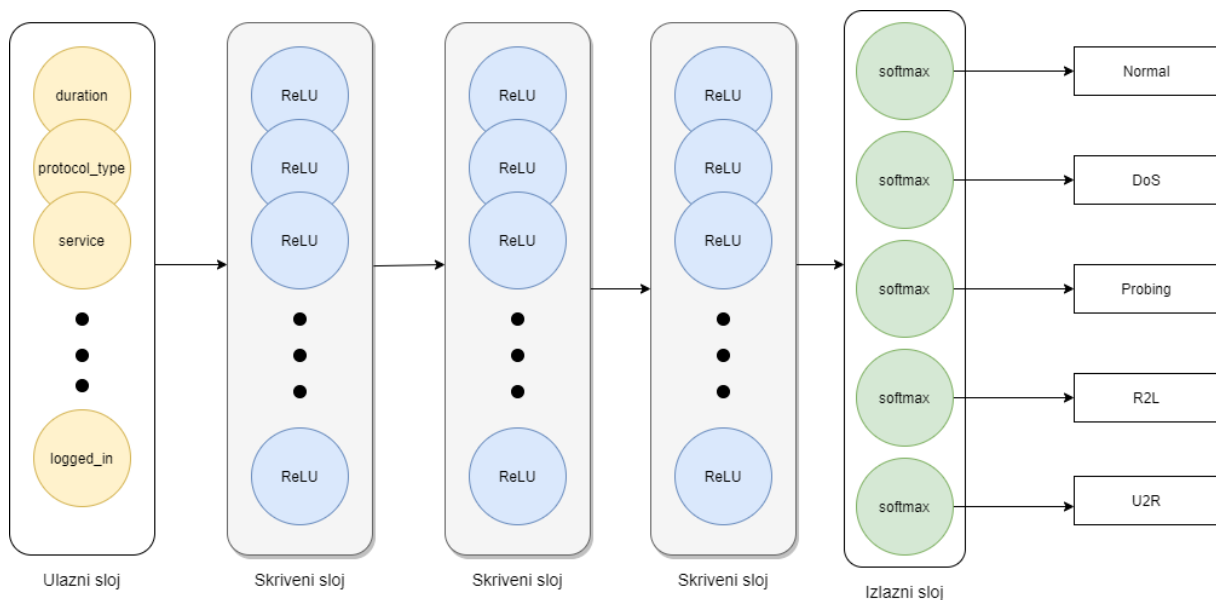 duration
protocol_type
service
logged_in
Ulazni sloj
ReLU
ReLU
ReLU
ReLU
Skriveni sloj
ReLU
ReLU
ReLU
ReLU
Skriveni sloj
ReLU
ReLU
ReLU
ReLU
Skriveni sloj
softmax
softmax
softmax
softmax
softmax
Izlazni sloj
Normal
DoS
Probing
R2L
U2R